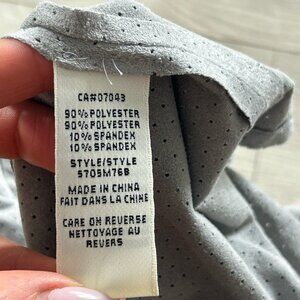 CA#07043
90% POLYESTER
90% POLYESTER
10% SPANDEX
10% SPANDEX
STYLE/STYLE
S705M76B
MADE IN CHINA
FAIT DANS LA CHINE
CARE ON REVERSE
NETTOYAGE AU
REVERS